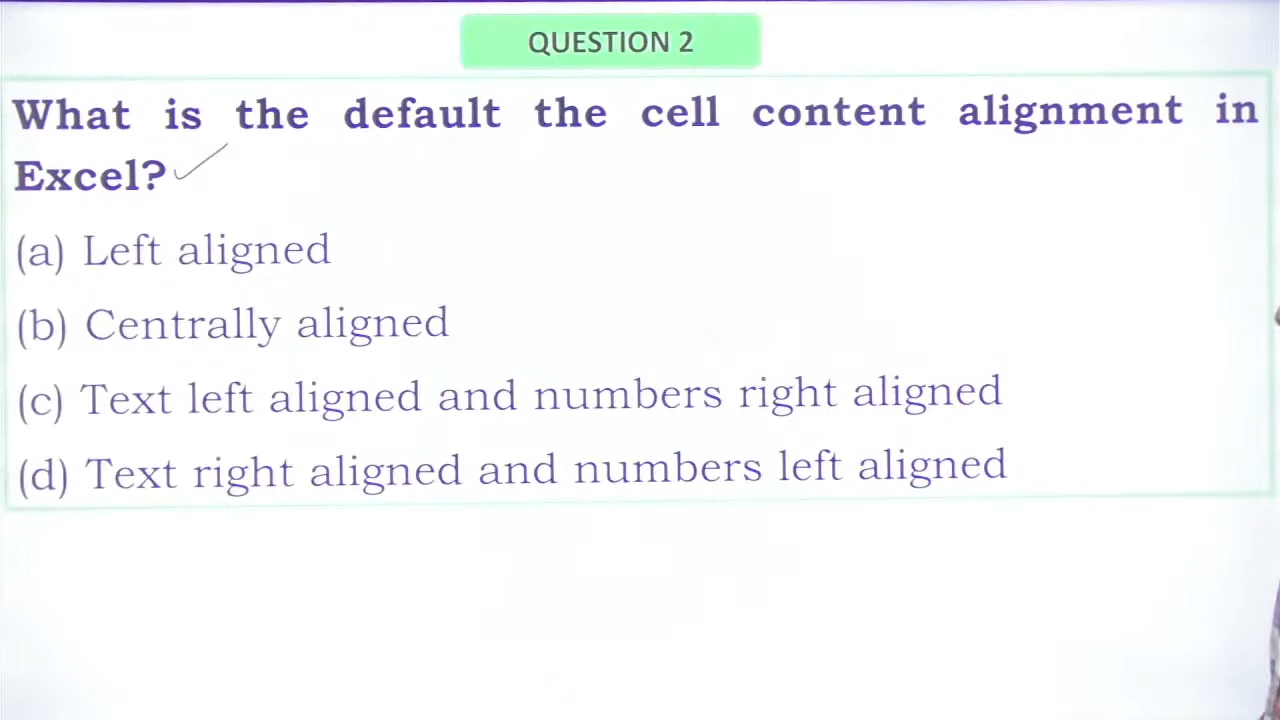 QUESTION 2
What is the default the cell content alignment in
Excel?
(a) Left aligned
(b) Centrally aligned
(c) Text left aligned and numbers right aligned
(d) Text right aligned and numbers left aligned